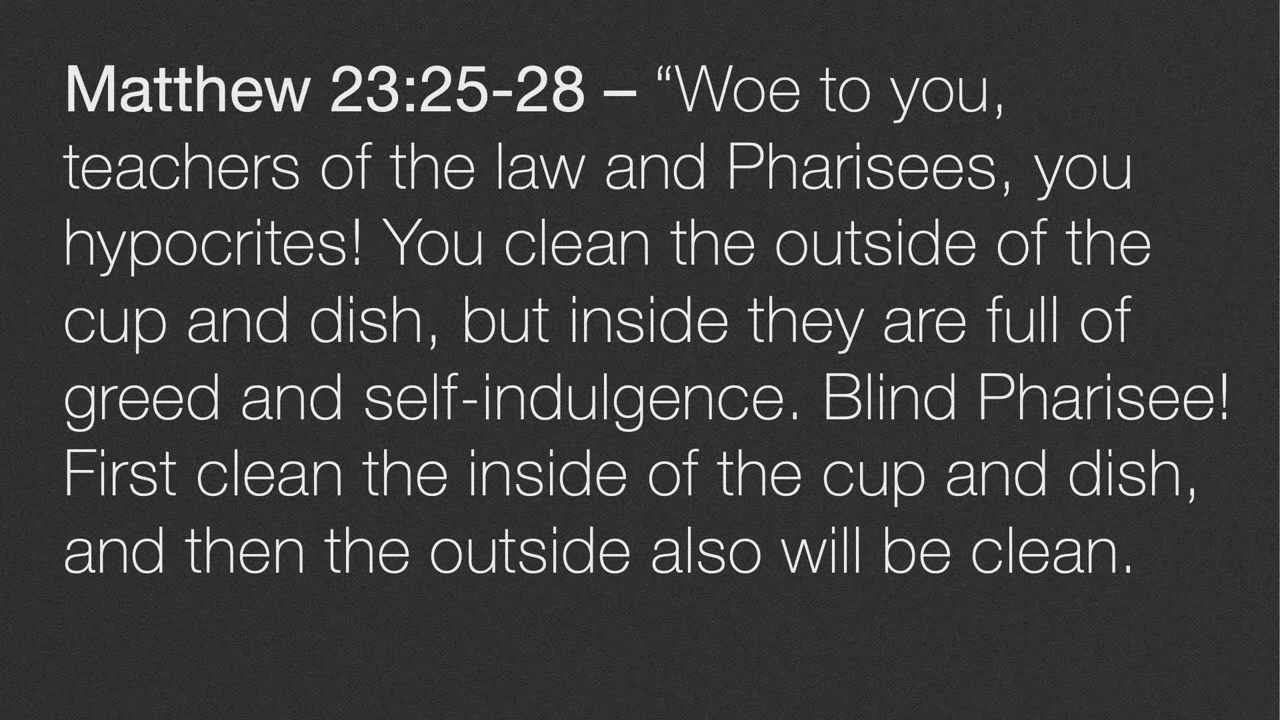 Matthew 23:25-28 – “Woe to you,
teachers of the law and Pharisees, you
hypocrites! You clean the outside of the
cup and dish, but inside they are full of
greed and self-indulgence. Blind Pharisee!
First clean the inside of the cup and dish,
and then the outside also will be clean.